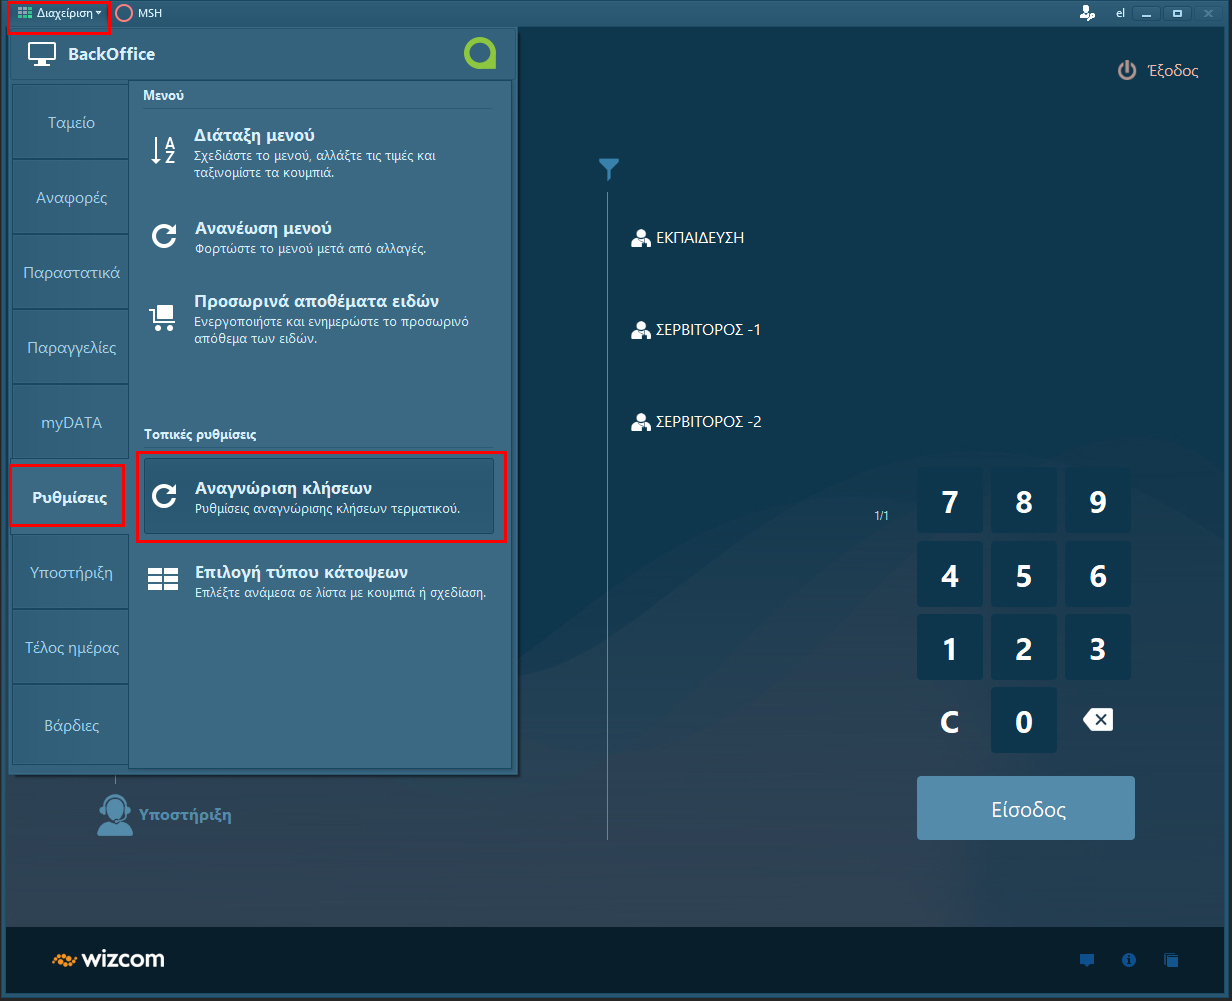 Διαχείριση
MSH
el
BackOffice
Έξοδος
Ταμείο
Αναφορές
Παραστατικά
Παραγγελίες
myDATA
Ρυθμίσεις
Υποστήριξη
Τέλος ημέρας
Βάρδιες
Μενού
Διάταξη μενού
Σχεδιάστε το μενού, αλλάξτε τις τιμές και
ταξινομίστε τα κουμπιά.
Ανανέωση μενού
Φορτώστε το μενού μετά από αλλαγές.
Προσωρινά αποθέματα ειδών
Ενεργοποιήστε και ενημερώστε το προσωρινό
απόθεμα των ειδών.
Τοπικές ρυθμίσεις
Αναγνώριση κλήσεων
Ρυθμίσεις αναγνώρισης κλήσεων τερματικού.
Επιλογή τύπου κάτοψεων
Επλέξτε ανάμεσα σε λίστα με κουμπιά ή σχεδίαση.
ΕΚΠΑΙΔΕΥΣΗ
ΣΕΡΒΙΤΟΡΟΣ -1
ΣΕΡΒΙΤΟΡΟΣ -2
1/1
7 8 9
4 5 6
1 2 3
C 0
Είσοδος
Υποστήριξη
wizcom